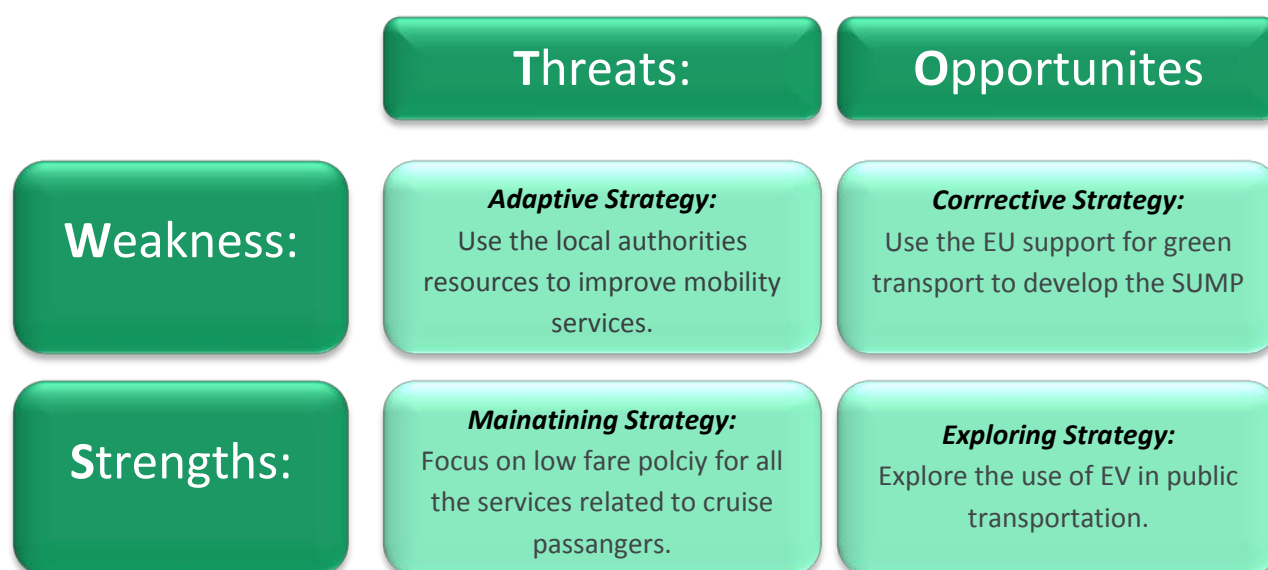 Threats:
Opportunites
Weakness:
Adaptive Strategy:
Use the local authorities
resources to improve mobility
services.
Corrrective Strategy:
Use the EU support for green
transport to develop the SUMP
Strengths:
Mainatining Strategy:
Focus on low fare polciy for all
the services related to cruise
passangers.
Exploring Strategy:
Explore the use of EV in public
transportation.